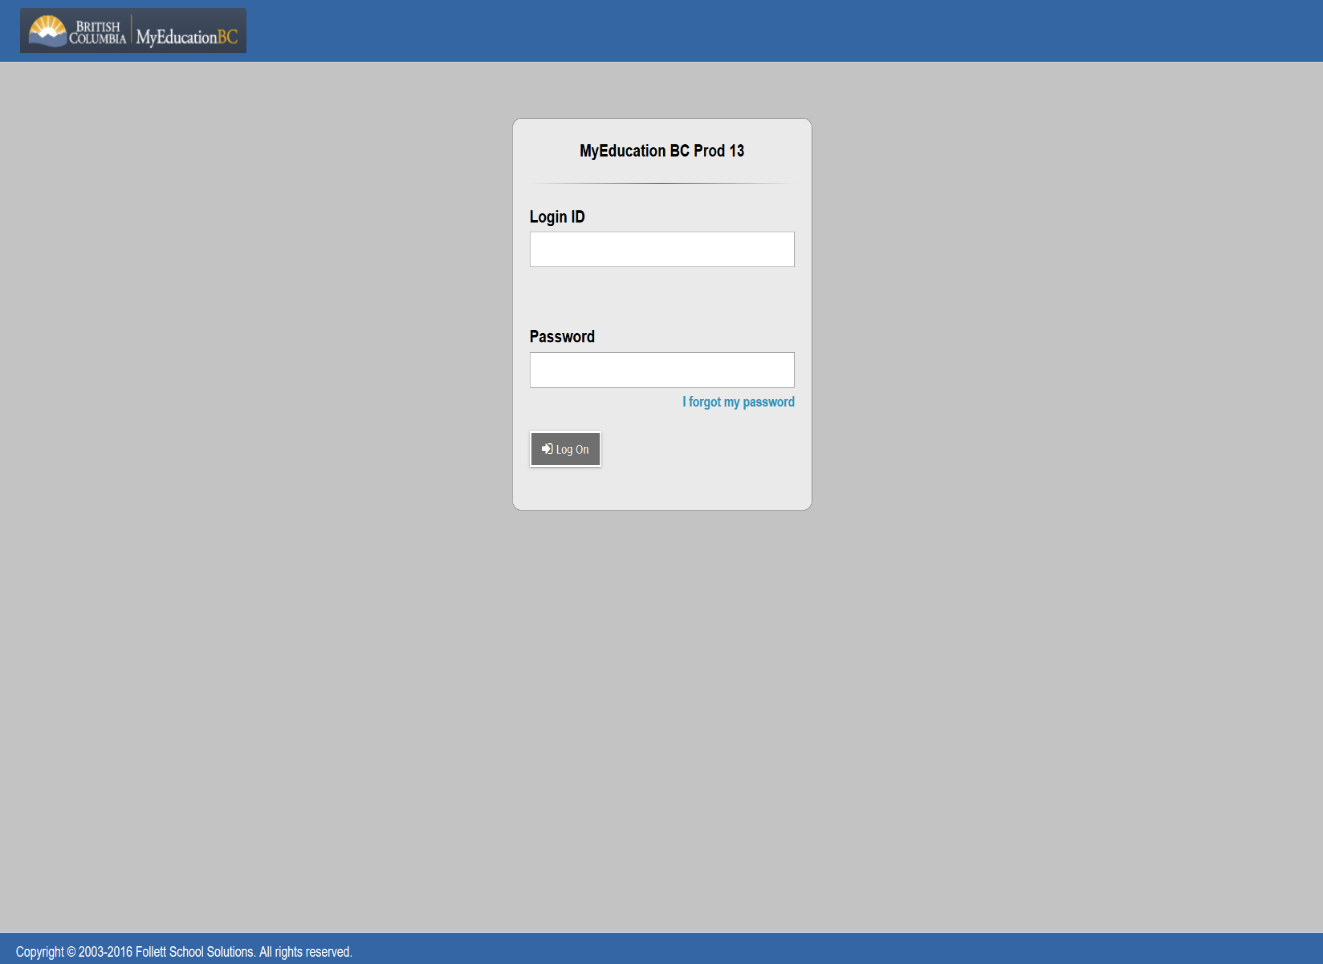 BRITISH
COLUMBIA
MyEducationBC
MyEducation BC Prod 13
Login ID
Password
I forgot my password
Log On
Copyright © 2003-2016 Follett School Solutions. All rights reserved.